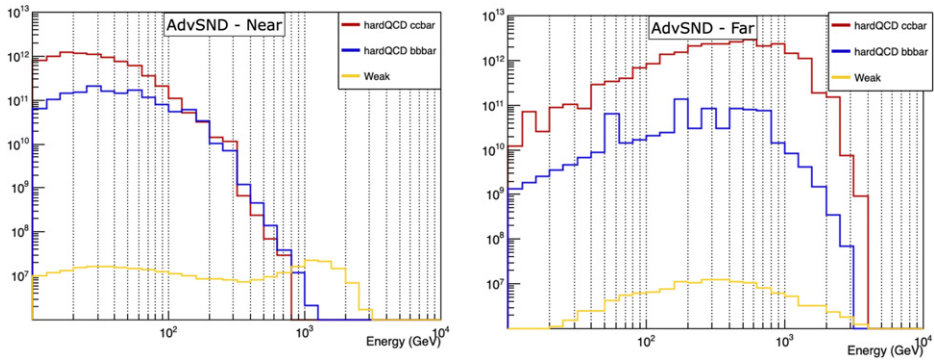 AdvSND - Near
hardQCD ccbar
hardQCD bbbar
Weak
10^13
10^12
10^11
10^10
10^9
10^8
10^7
10^2
10^3
10^4
Energy (GeV)
AdvSND - Far
hardQCD ccbar
hardQCD bbbar
Weak
10^13
10^12
10^11
10^10
10^9
10^8
10^7
10^2
10^3
10^4
Energy (GeV)